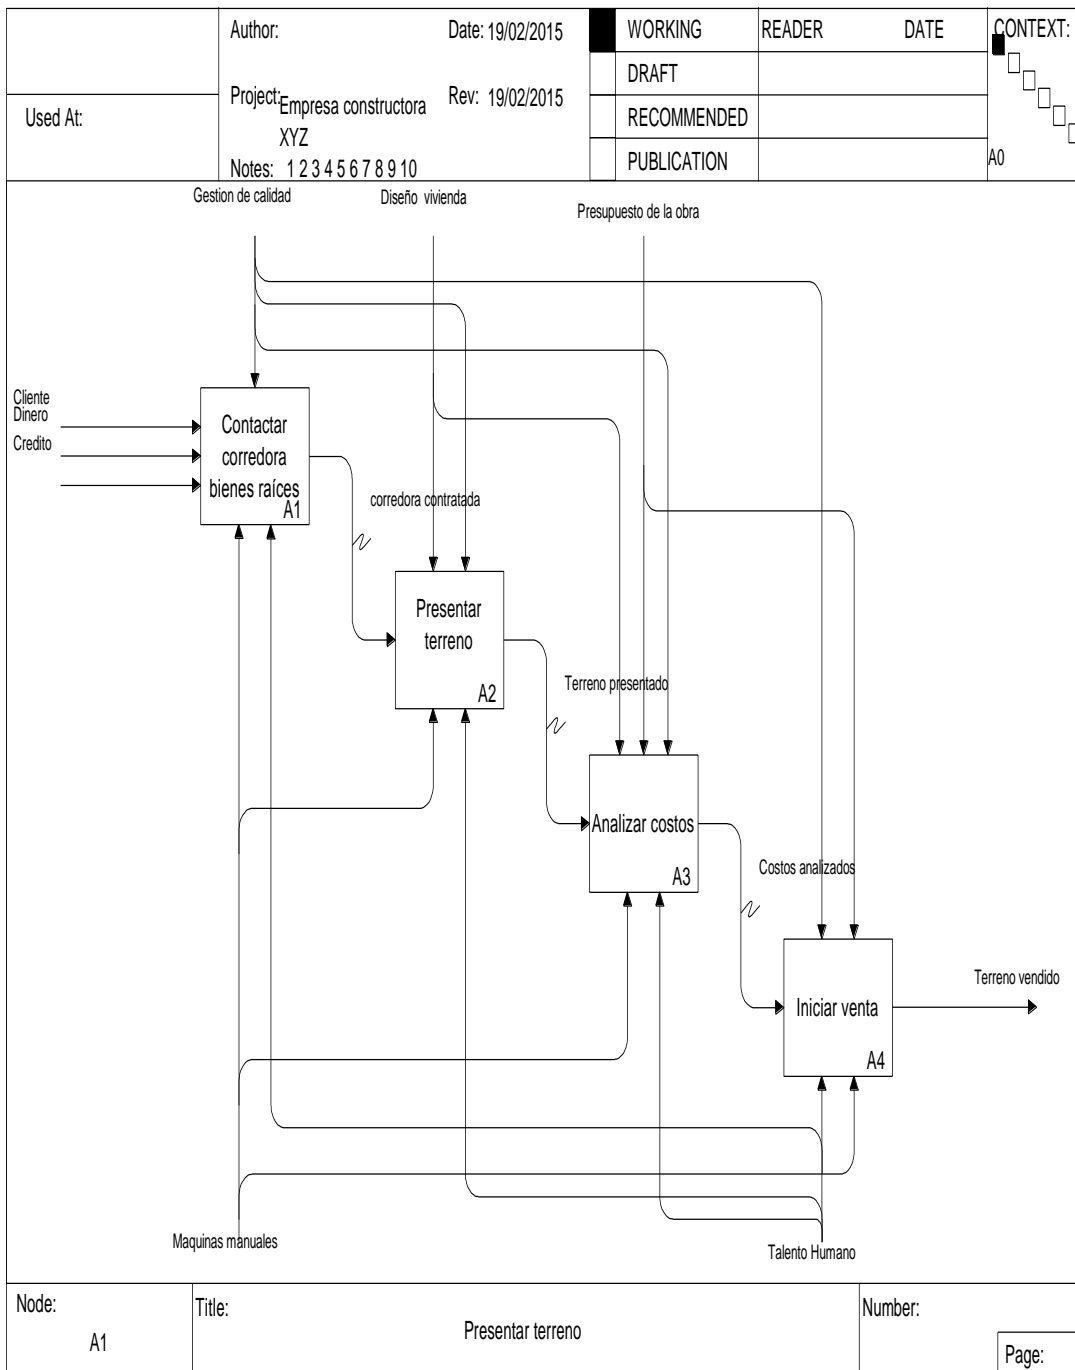 Used At:
Author:
Date: 19/02/2015
Project: Empresa constructora
XYZ
Rev: 19/02/2015
Notes: 1 2 3 4 5 6 7 8 9 10
WORKING
DRAFT
RECOMMENDED
PUBLICATION
READER
DATE
CONTEXT:
A0
Gestion de calidad
Diseño vivienda
Presupuesto de la obra
Cliente
Dinero
Credito
Contactar
corredora
bienes raíces
A1
corredora contratada
Presentar
terreno
A2
Terreno presentado
Analizar costos
A3
Costos analizados
Iniciar venta
A4
Terreno vendido
Maquinas manuales
Talento Humano
Node:
A1
Title:
Presentar terreno
Number:
Page: